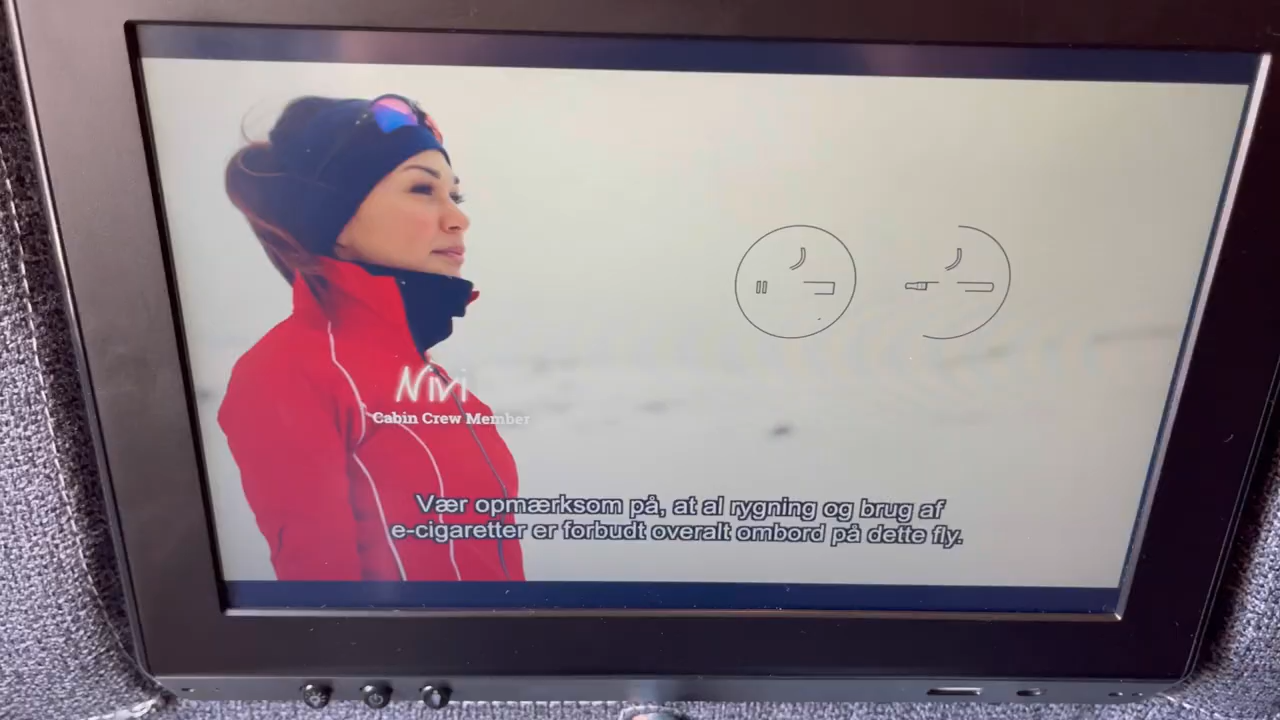 Nivi
Cabin Crew Member
Vær opmærksom på, at al rygning og brug af
e-cigaretter er forbudt overalt ombord på dette fly.